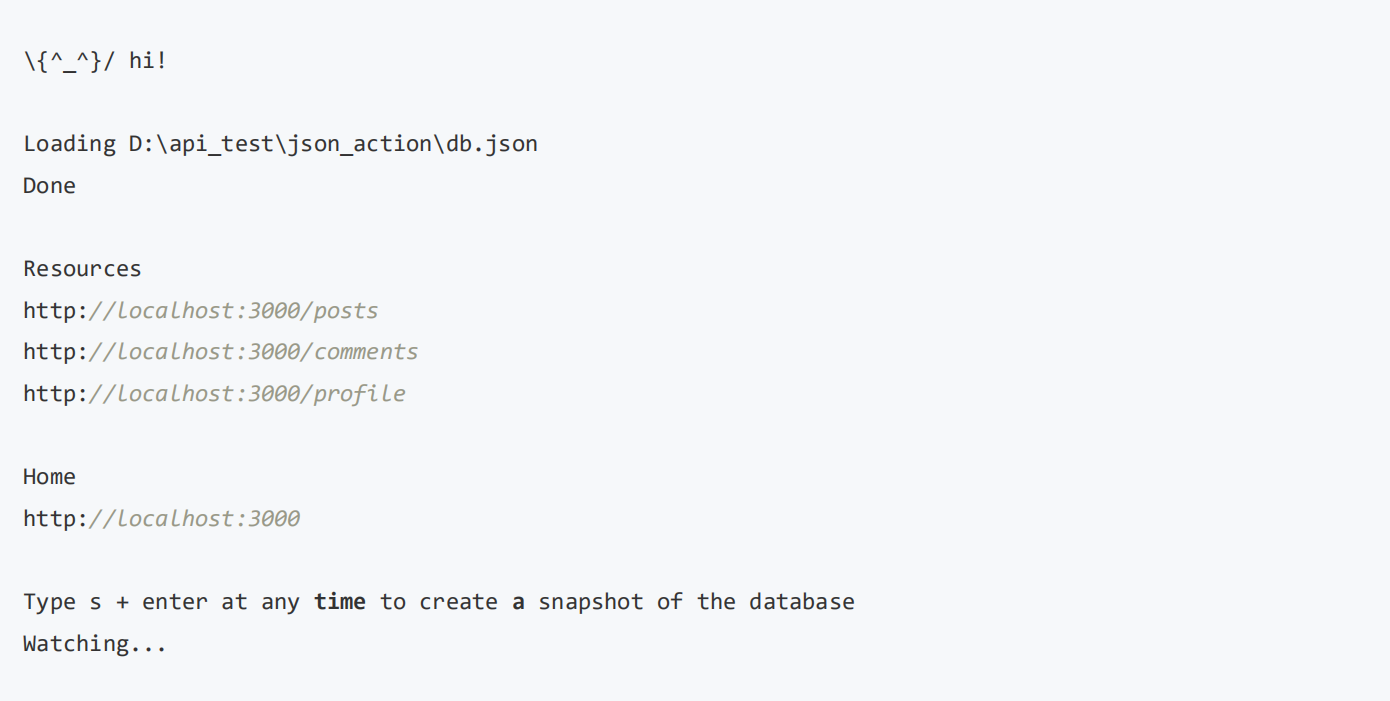 \{^_^}/ hi!
Loading D:\api_test\json_action\db.json
Done
Resources
http://localhost:3000/posts
http://localhost:3000/comments
http://localhost:3000/profile
Home
http://localhost:3000
Type s + enter at any time to create a snapshot of the database
Watching...